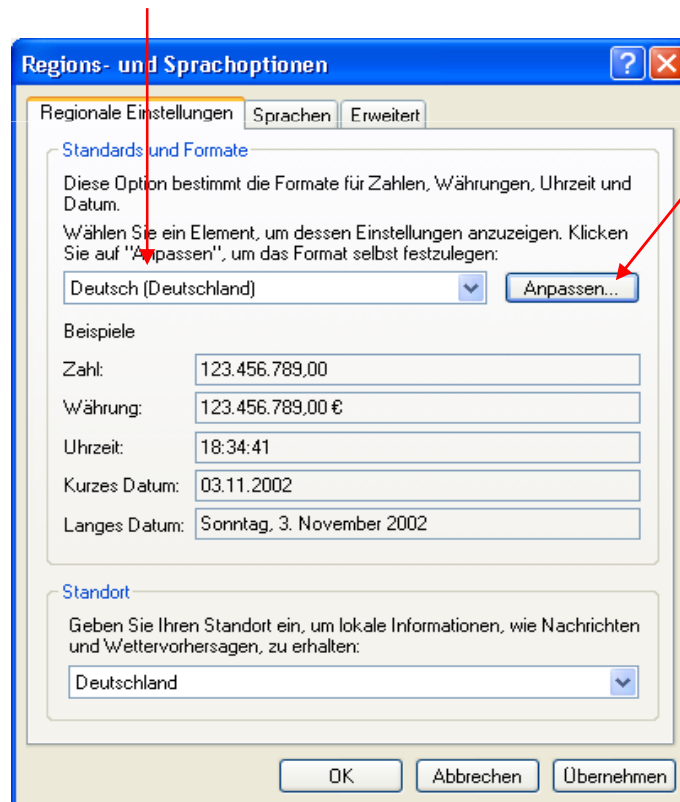 Regions- und Sprachoptionen
Regionale Einstellungen Sprachen Erweitert
Standards und Formate
Diese Option bestimmt die Formate für Zahlen, Währungen, Uhrzeit und
Datum.
Wählen Sie ein Element, um dessen Einstellungen anzuzeigen. Klicken
Sie auf "Anpassen", um das Format selbst festzulegen:
Deutsch (Deutschland) Anpassen...
Beispiele
Zahl: 123.456.789,00
Währung: 123.456.789,00 €
Uhrzeit: 18:34:41
Kurzes Datum: 03.11.2002
Langes Datum: Sonntag, 3. November 2002
Standort
Geben Sie Ihren Standort ein, um lokale Informationen, wie Nachrichten
und Wettervorhersagen, zu erhalten:
Deutschland
OK Abbrechen Übernehmen